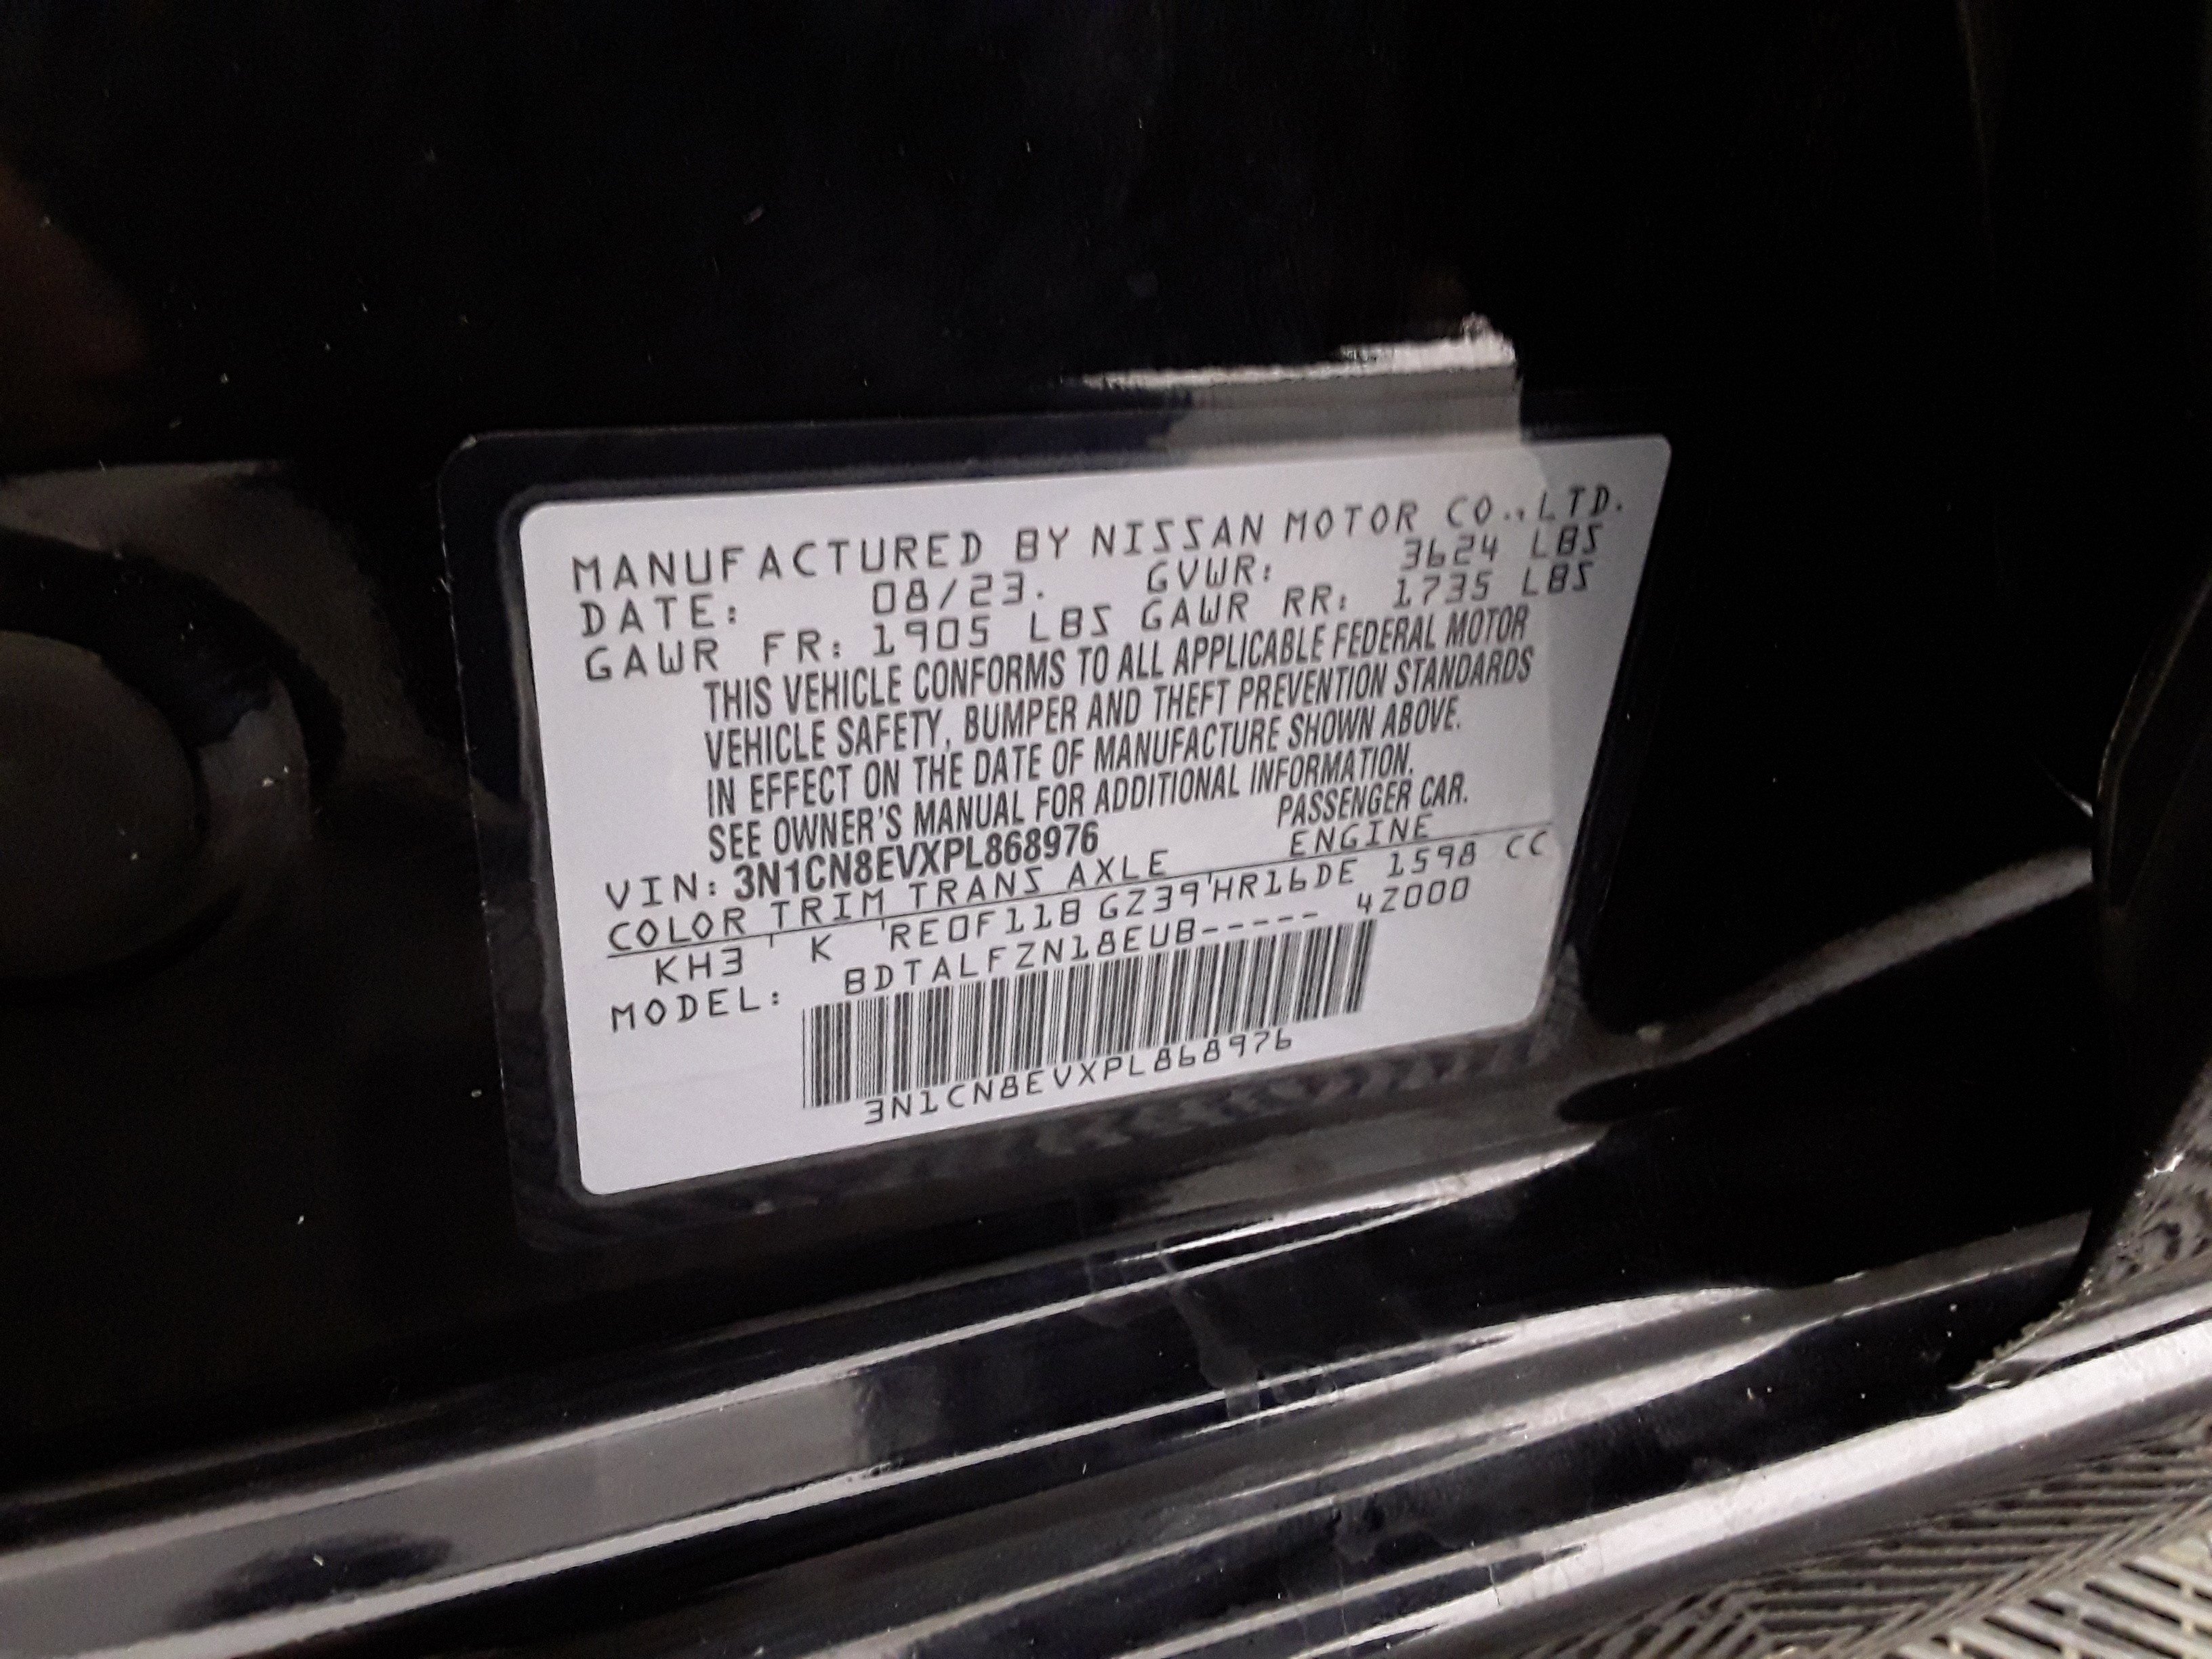 MANUFACTURED BY NISSAN MOTOR CO.,LTD.
DATE: 08/23. GVWR: 3624 LBS
GAWR FR: 1905 LBS GAWR RR: 1735 LBS
THIS VEHICLE CONFORMS TO ALL APPLICABLE FEDERAL MOTOR
VEHICLE SAFETY, BUMPER AND THEFT PREVENTION STANDARDS
IN EFFECT ON THE DATE OF MANUFACTURE SHOWN ABOVE.
SEE OWNER'S MANUAL FOR ADDITIONAL INFORMATION.
VIN: 3N1CN8EVXPL868976 PASSENGER CAR.
COLOR TRIM TRANS AXLE ENGINE
KH3 K RE0F11B GZ39 HR16DE 1598 CC
MODEL: BDTALFZN18EUB----- 4Z000
3N1CN8EVXPL868976